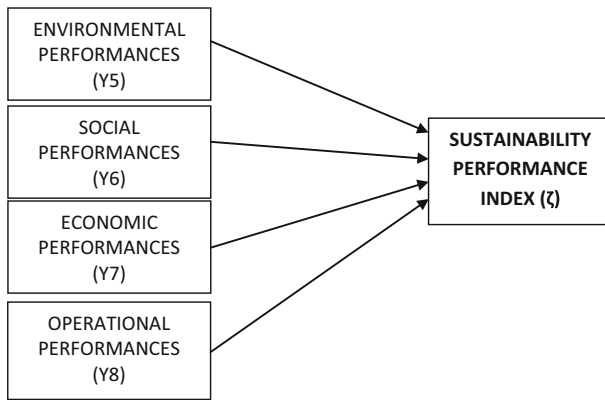 ENVIRONMENTAL
PERFORMANCES
(Y5)
SOCIAL
PERFORMANCES
(Y6)
ECONOMIC
PERFORMANCES
(Y7)
OPERATIONAL
PERFORMANCES
(Y8)
SUSTAINABILITY
PERFORMANCE
INDEX (ζ)